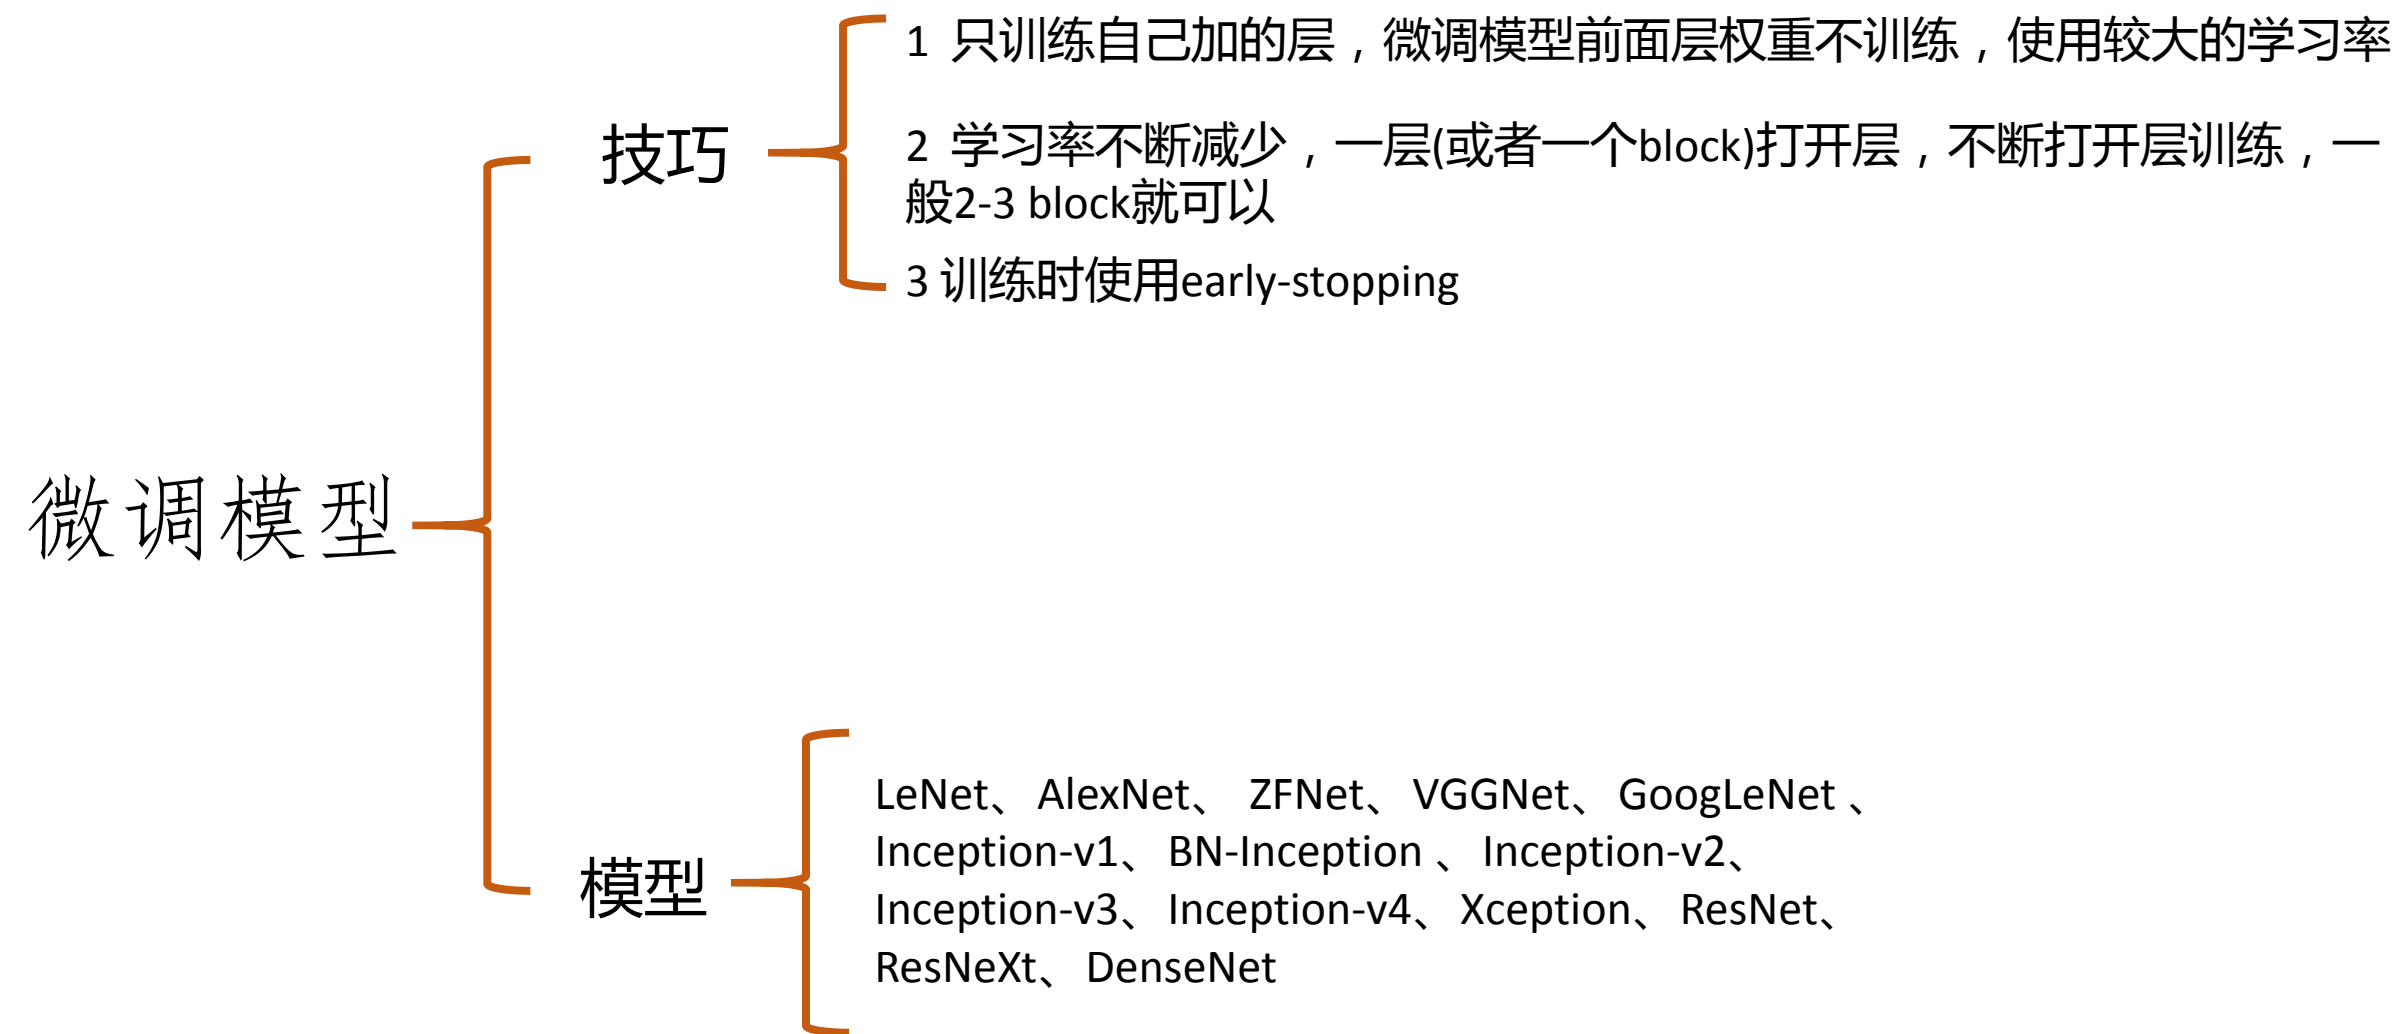 1 只训练自己加的层，微调模型前面层权重不训练，使用较大的学习率
技巧
2 学习率不断减少，一层(或者一个block)打开层，不断打开层训练，一
般2-3 block就可以
3 训练时使用early-stopping
微调模型
模型
LeNet、AlexNet、 ZFNet、VGGNet、GoogLeNet 、
Inception-v1、BN-Inception 、Inception-v2、
Inception-v3、Inception-v4、Xception、ResNet、
ResNeXt、DenseNet